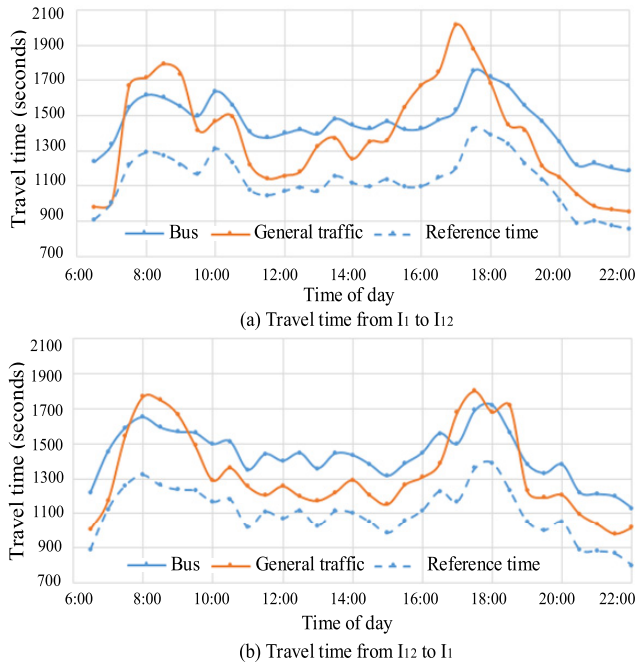 2100
1900
1700
1500
1300
1100
900
700
Travel time (seconds)
Bus
General traffic
Reference time
6:00
8:00
10:00
12:00
14:00
16:00
18:00
20:00
22:00
Time of day
(a) Travel time from I1 to I12
2100
1900
1700
1500
1300
1100
900
700
Travel time (seconds)
Bus
General traffic
Reference time
6:00
8:00
10:00
12:00
14:00
16:00
18:00
20:00
22:00
Time of day
(b) Travel time from I12 to I1